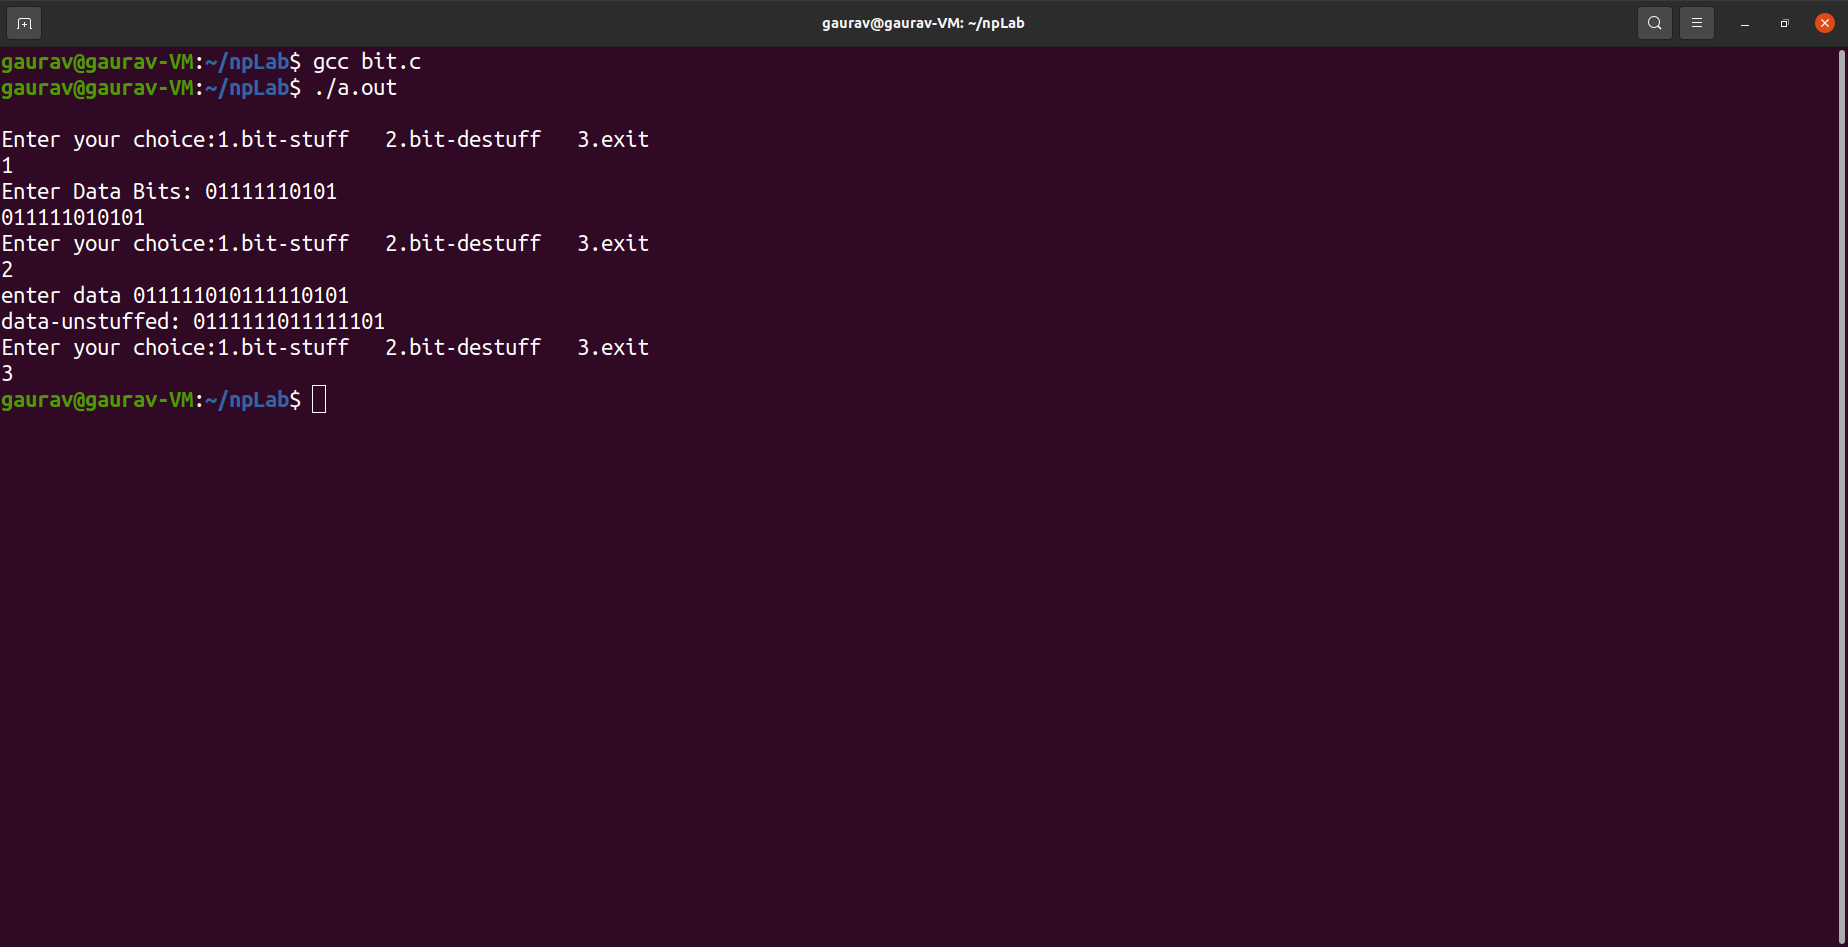 gaurav@gaurav-VM: ~/npLab
gaurav@gaurav-VM:~/npLab$ gcc bit.c
gaurav@gaurav-VM:~/npLab$ ./a.out
Enter your choice:1.bit-stuff   2.bit-destuff   3.exit
1
Enter Data Bits: 01111110101
011111010101
Enter your choice:1.bit-stuff   2.bit-destuff   3.exit
2
enter data 011111010111110101
data-unstuffed: 0111111011111101
Enter your choice:1.bit-stuff   2.bit-destuff   3.exit
3
gaurav@gaurav-VM:~/npLab$